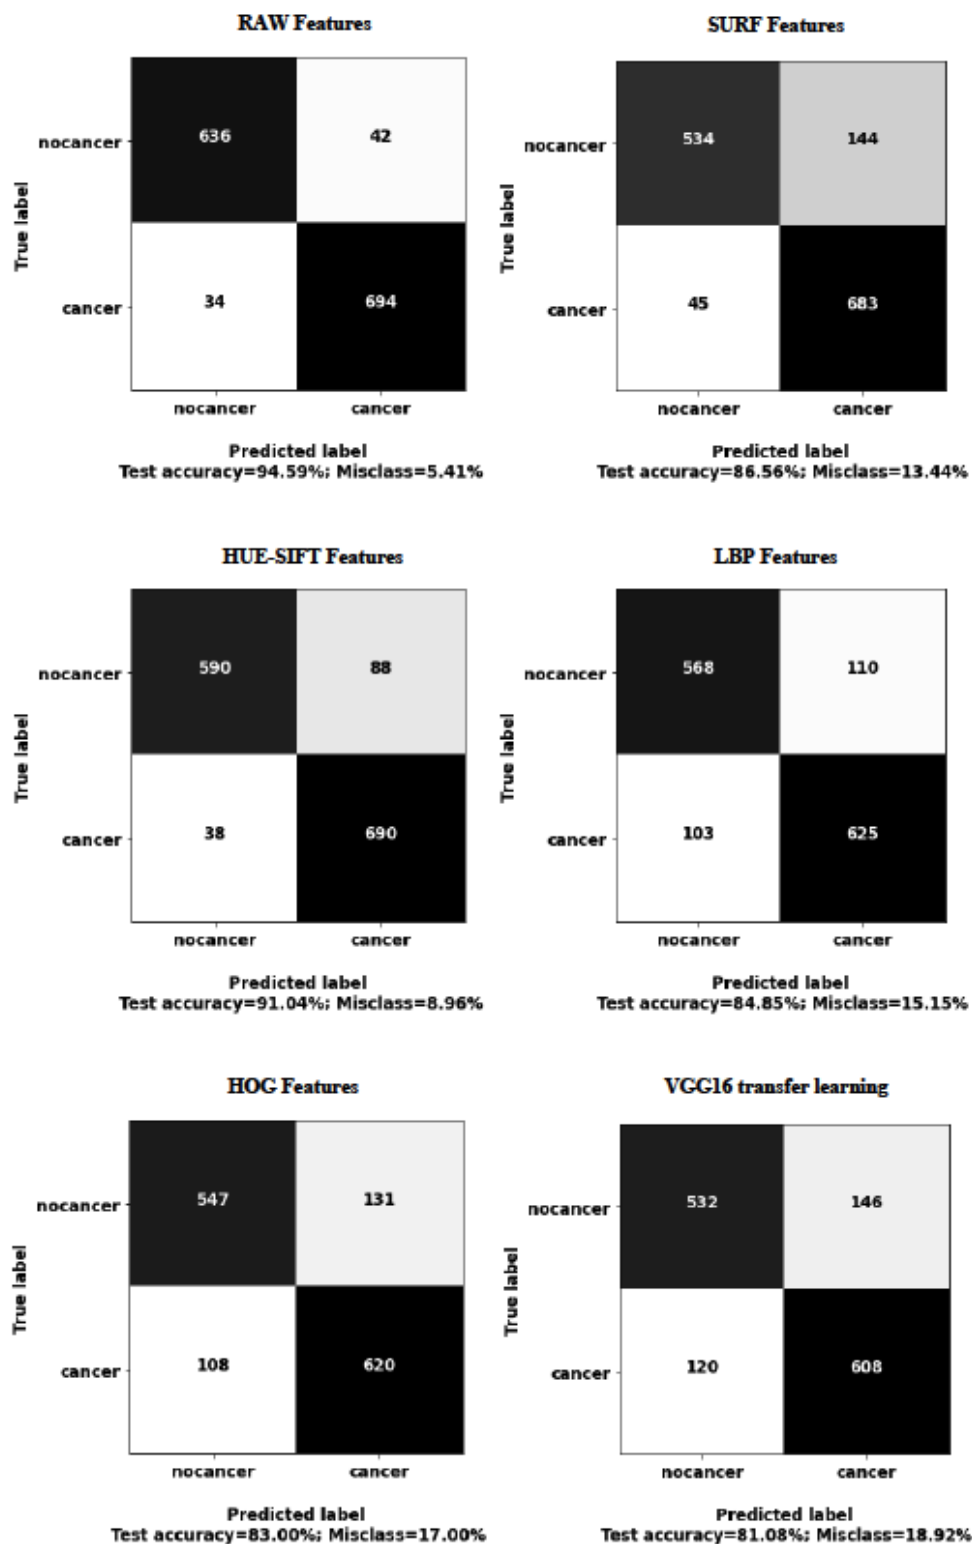 RAW Features
nocancer
636
42
cancer
34
694
True label
nocancer
cancer
Predicted label
Test accuracy=94.59%; Misclass=5.41%
SURF Features
nocancer
534
144
cancer
45
683
True label
nocancer
cancer
Predicted label
Test accuracy=86.56%; Misclass=13.44%
HUE-SIFT Features
nocancer
590
88
cancer
38
690
True label
nocancer
cancer
Predicted label
Test accuracy=91.04%; Misclass=8.96%
LBP Features
nocancer
568
110
cancer
103
625
True label
nocancer
cancer
Predicted label
Test accuracy=84.85%; Misclass=15.15%
HOG Features
nocancer
547
131
cancer
108
620
True label
nocancer
cancer
Predicted label
Test accuracy=83.00%; Misclass=17.00%
VGG16 transfer learning
nocancer
532
146
cancer
120
608
True label
nocancer
cancer
Predicted label
Test accuracy=81.08%; Misclass=18.92%